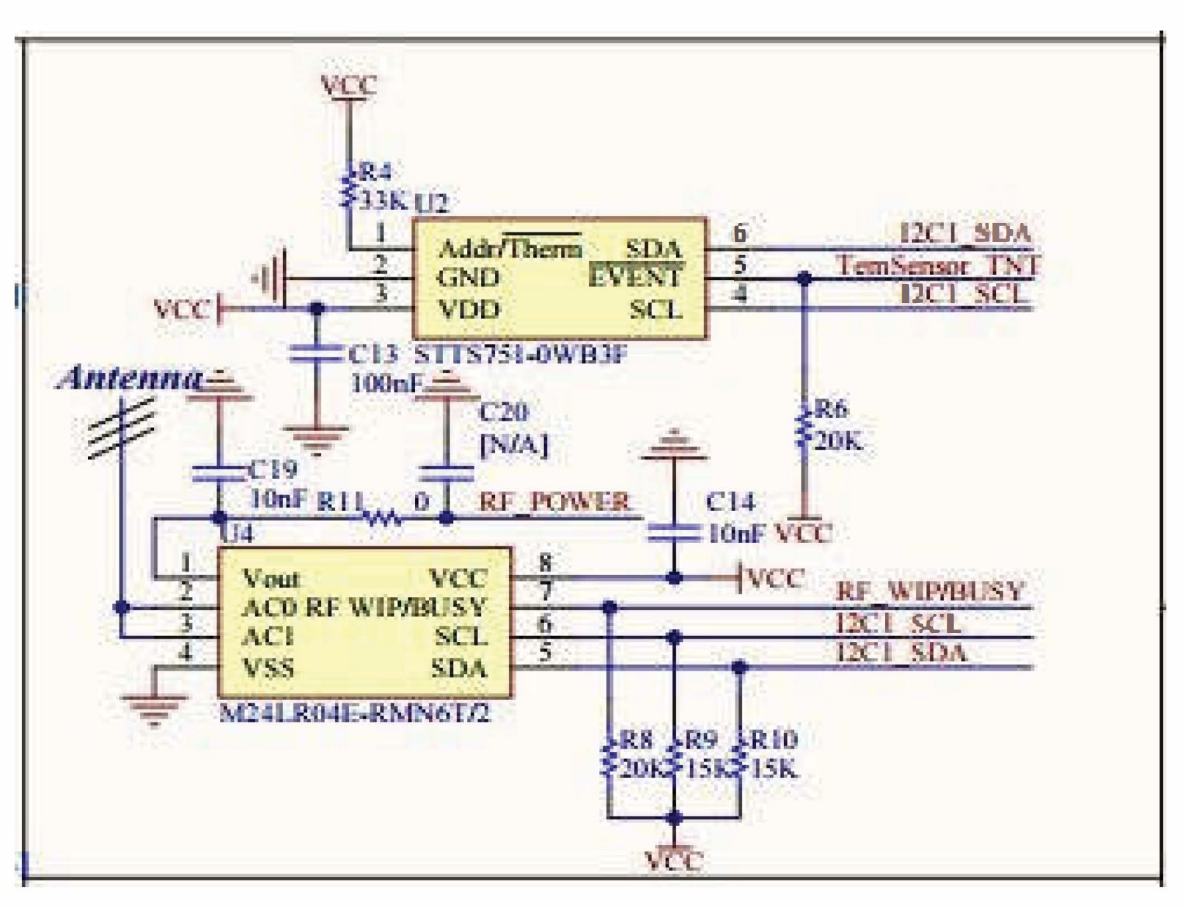 VCC
R4
33K U2
1 Addr/Therm SDA 6 I2C1_SDA
2 GND EVENT 5 TemSensor_TNT
VCC 3 VDD SCL 4 I2C1_SCL
C13 STTS751-0WB3F
100nF
Antenna
C20
[N/A]
R6
20K
C19
10nF R11 0 RF_POWER
C14
10nF VCC
U4
1 Vout VCC 8 VCC
2 AC0 RF WIP/BUSY 7 RF_WIP/BUSY
3 AC1 SCL 6 I2C1_SCL
4 VSS SDA 5 I2C1_SDA
M24LR04E-RMN6T/2
R8 R9 R10
20K 15K 15K
VCC